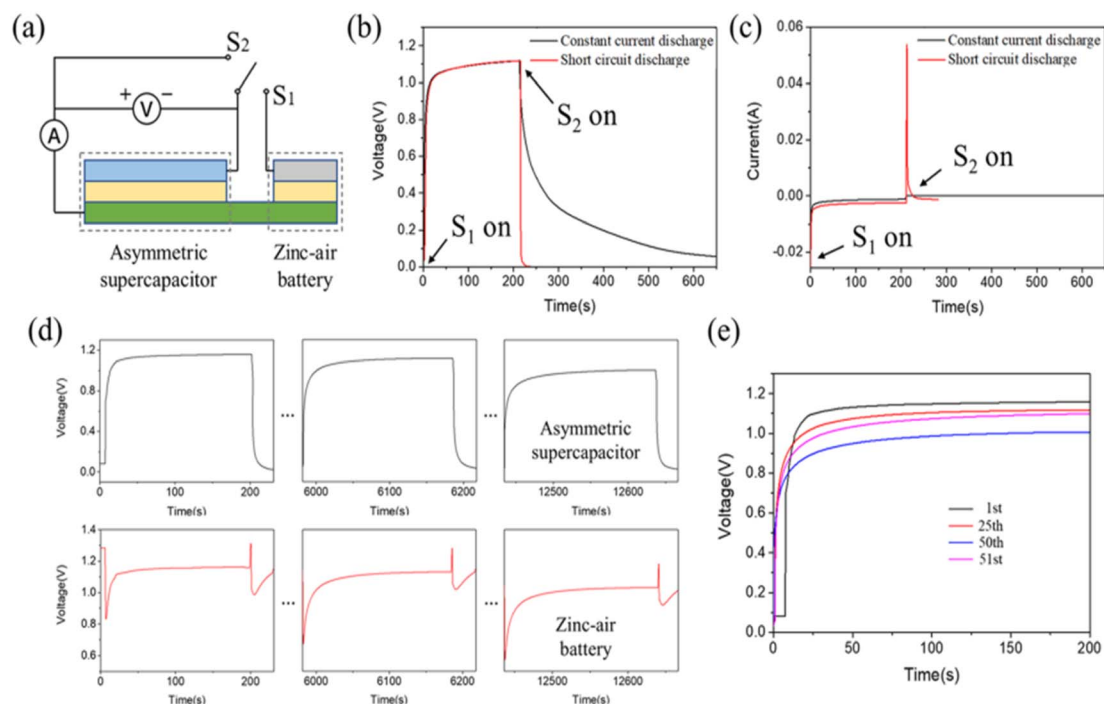 (a)
S2
S1
+ V −
A
Asymmetric
supercapacitor
Zinc-air
battery
(b)
Voltage(V)
1.2
1.0
0.8
0.6
0.4
0.2
0.0
Constant current discharge
Short circuit discharge
S2 on
S1 on
0 100 200 300 400 500 600
Time(s)
(c)
Current(A)
0.06
0.04
0.02
0.00
-0.02
Constant current discharge
Short circuit discharge
S2 on
S1 on
0 100 200 300 400 500 600
Time(s)
(d)
Voltage(V)
1.2
0.8
0.4
0.0
0 100 200
Time(s)
...
6000 6100 6200
Time(s)
...
Asymmetric
supercapacitor
12500 12600
Time(s)
Voltage(V)
1.4
1.2
1.0
0.8
0.6
0 100 200
Time(s)
...
6000 6100 6200
Time(s)
...
Zinc-air
battery
12500 12600
Time(s)
(e)
Voltage(V)
1.2
1.0
0.8
0.6
0.4
0.2
0.0
1st
25th
50th
51st
0 50 100 150 200
Time(s)